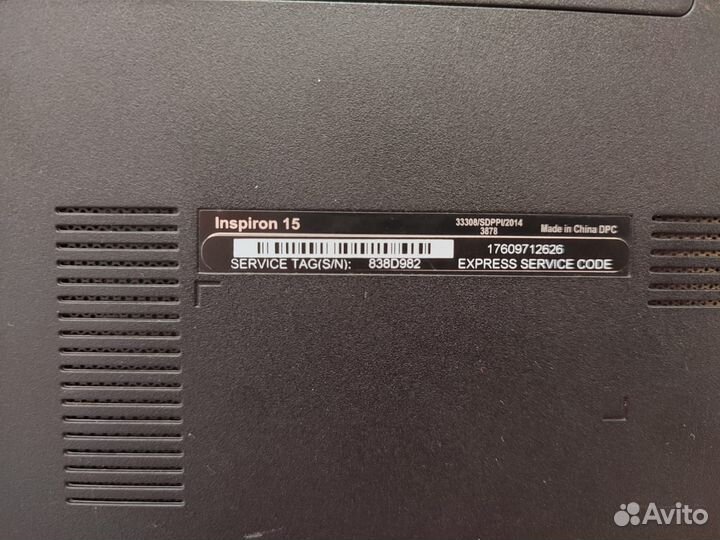 Inspiron 15
33308/SDPPI/2014
3878
Made in China DPC
17609712626
SERVICE TAG(S/N): 838D982 EXPRESS SERVICE CODE
Avito